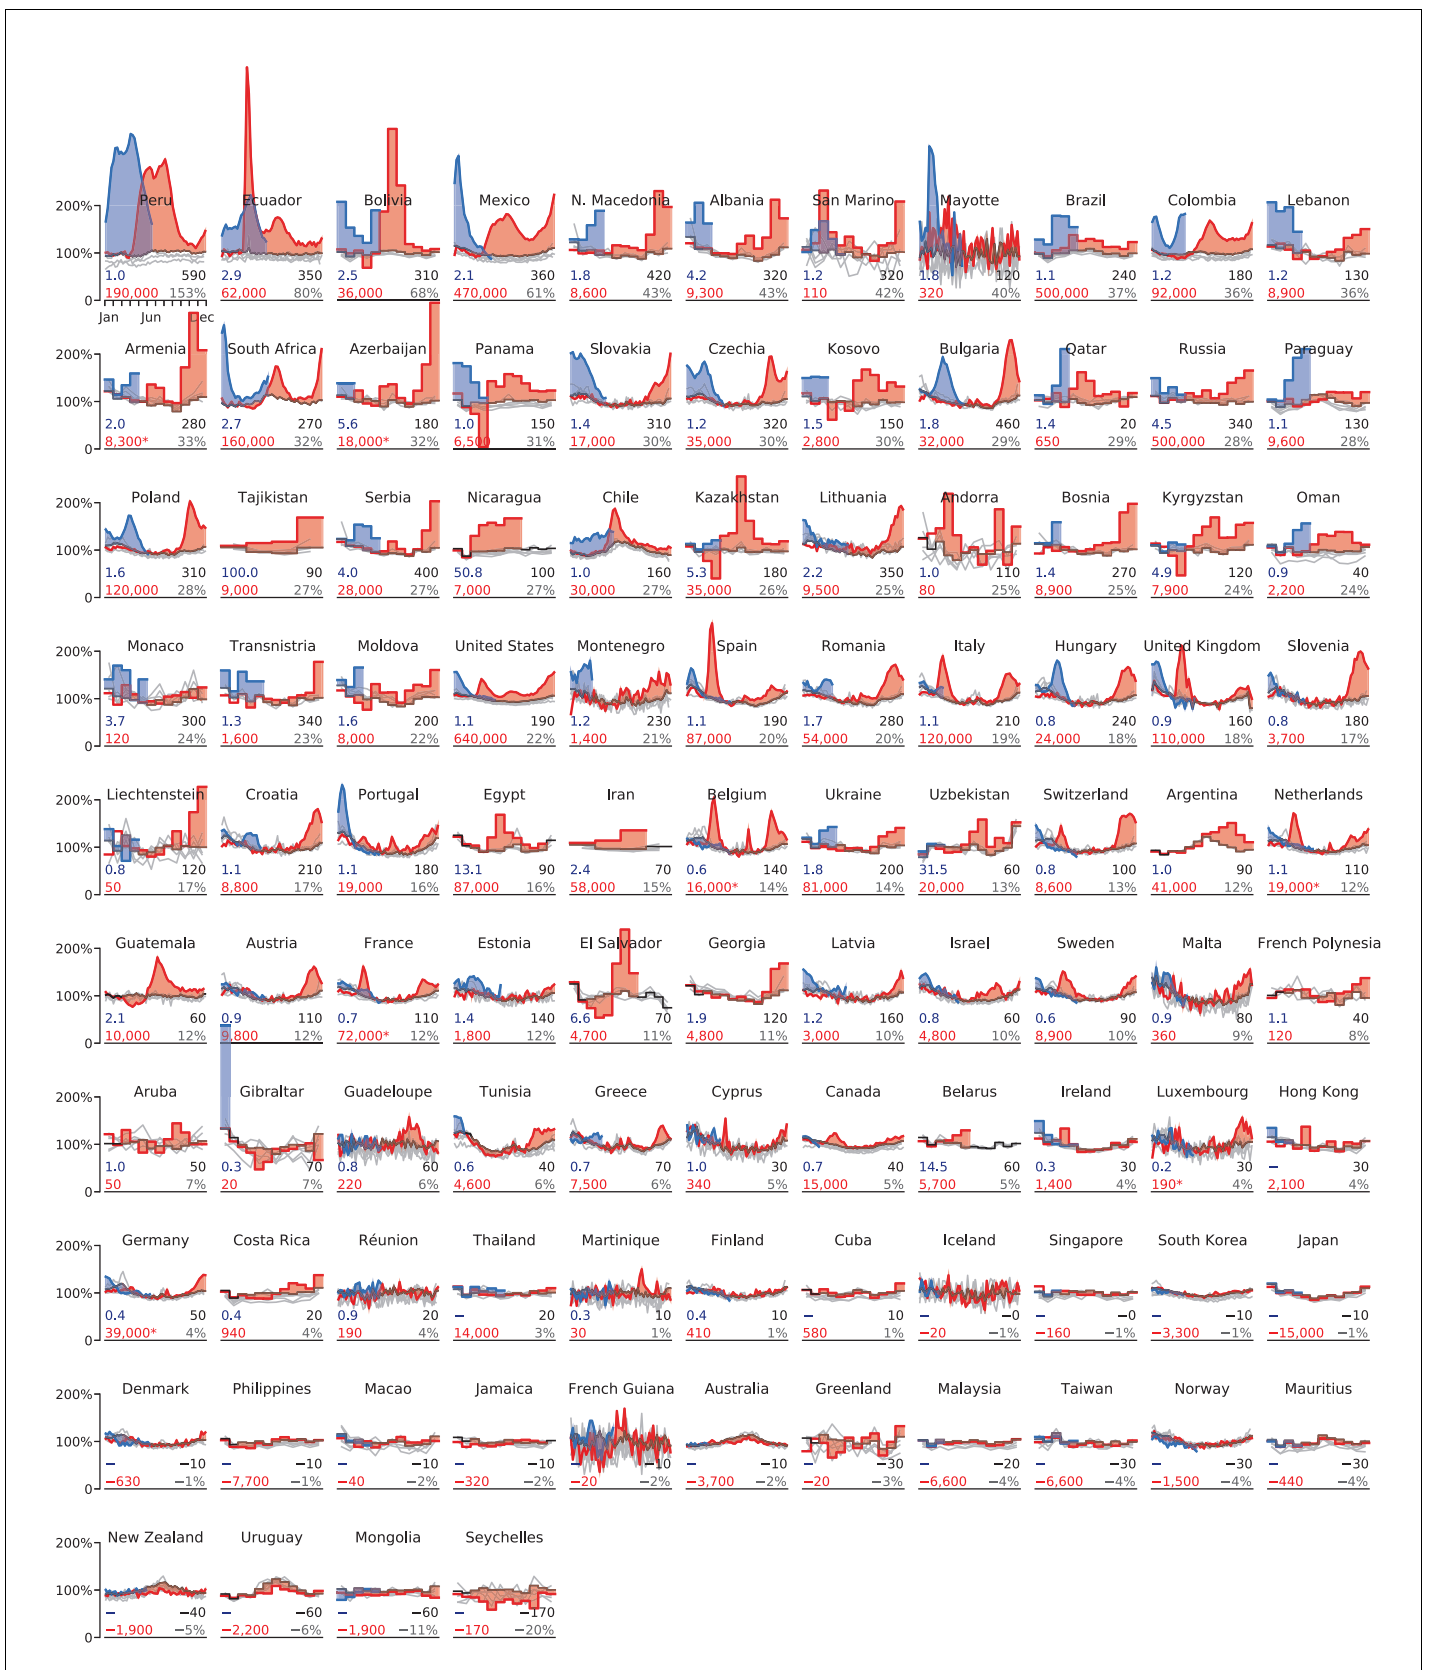 Peru Ecuador Bolivia Mexico N. Macedonia Albania San Marino Mayotte Brazil Colombia Lebanon
200%
100%
1.0 590 2.9 350 2.5 310 2.1 360 1.8 420 4.2 320 1.2 320 1.8 120 1.1 240 1.2 180 1.2 130
190,000 153% 62,000 80% 36,000 68% 470,000 61% 8,600 43% 9,300 43% 110 42% 320 40% 500,000 37% 92,000 36% 8,900 36%
0
Jan Jun Dec
Armenia South Africa Azerbaijan Panama Slovakia Czechia Kosovo Bulgaria Qatar Russia Paraguay
200%
100%
2.0 280 2.7 270 5.6 180 1.0 150 1.4 310 1.2 320 1.5 150 1.8 460 1.4 20 4.5 340 1.1 130
8,300* 33% 160,000 32% 18,000* 32% 6,500 31% 17,000 30% 35,000 30% 2,800 30% 32,000 29% 650 29% 500,000 28% 9,600 28%
0
Poland Tajikistan Serbia Nicaragua Chile Kazakhstan Lithuania Andorra Bosnia Kyrgyzstan Oman
200%
100%
1.6 310 100.0 90 4.0 400 50.8 100 1.0 160 5.3 180 2.2 350 1.0 110 1.4 270 4.9 120 0.9 40
120,000 28% 9,000 27% 28,000 27% 7,000 27% 30,000 27% 35,000 26% 9,500 25% 80 25% 8,900 25% 7,900 24% 2,200 24%
0
Monaco Transnistria Moldova United States Montenegro Spain Romania Italy Hungary United Kingdom Slovenia
200%
100%
3.7 300 1.3 340 1.6 200 1.1 190 1.2 230 1.1 190 1.7 280 1.1 210 0.8 240 0.9 160 0.8 180
120 24% 1,600 23% 8,000 22% 640,000 22% 1,400 21% 87,000 20% 54,000 20% 120,000 19% 24,000 18% 110,000 18% 3,700 17%
0
Liechtenstein Croatia Portugal Egypt Iran Belgium Ukraine Uzbekistan Switzerland Argentina Netherlands
200%
100%
0.8 120 1.1 210 1.1 180 13.1 90 2.4 70 0.6 140 1.8 200 31.5 60 0.8 100 1.0 90 1.1 110
50 17% 8,800 17% 19,000 16% 87,000 16% 58,000 15% 16,000* 14% 81,000 14% 20,000 13% 8,600 13% 41,000 12% 19,000* 12%
0
Guatemala Austria France Estonia El Salvador Georgia Latvia Israel Sweden Malta French Polynesia
200%
100%
2.1 60 0.9 110 0.7 110 1.4 140 6.6 70 1.9 120 1.2 160 0.8 60 0.6 90 0.9 80 1.1 40
10,000 12% 9,800 12% 72,000* 12% 1,800 12% 4,700 11% 4,800 11% 3,000 10% 4,800 10% 8,900 10% 360 9% 120 8%
0
Aruba Gibraltar Guadeloupe Tunisia Greece Cyprus Canada Belarus Ireland Luxembourg Hong Kong
200%
100%
1.0 50 0.3 70 0.8 60 0.6 40 0.7 70 1.0 30 0.7 40 14.5 60 0.3 30 0.2 30 − 30
50 7% 20 7% 220 6% 4,600 6% 7,500 6% 340 5% 15,000 5% 5,700 5% 1,400 4% 190* 4% 2,100 4%
0
Germany Costa Rica Réunion Thailand Martinique Finland Cuba Iceland Singapore South Korea Japan
200%
100%
0.4 50 0.4 20 0.9 20 − 20 0.3 10 0.4 10 − 10 − −0 − −0 − −10 − −10
39,000* 4% 940 4% 190 4% 14,000 3% 30 1% 410 1% 580 1% −20 −1% −160 −1% −3,300 −1% −15,000 −1%
0
Denmark Philippines Macao Jamaica French Guiana Australia Greenland Malaysia Taiwan Norway Mauritius
200%
100%
− −10 − −10 − −10 − −10 − −10 − −10 − −30 − −20 − −30 − −30 − −30
−630 −1% −7,700 −1% −40 −2% −320 −2% −20 −2% −3,700 −2% −20 −3% −6,600 −4% −6,600 −4% −1,500 −4% −440 −4%
0
New Zealand Uruguay Mongolia Seychelles
200%
100%
− −40 − −60 − −60 − −170
−1,900 −5% −2,200 −6% −1,900 −11% −170 −20%
0